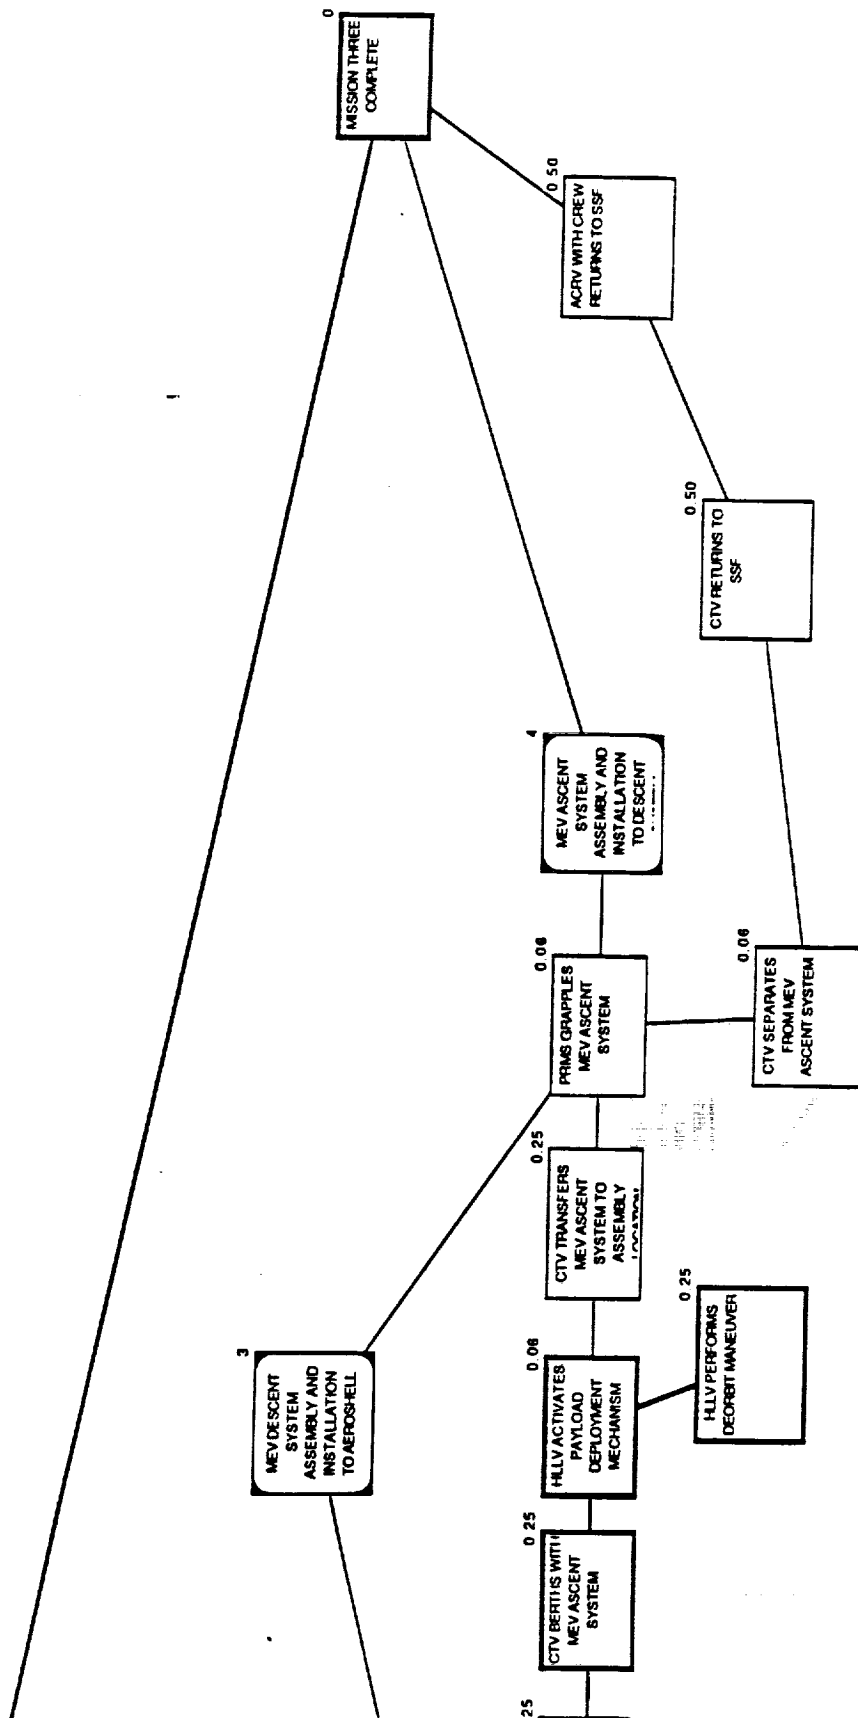 0
MISSION THREE
COMPLETE
0.50
ACRV WITH CREW
RETURNS TO SSF
0.50
CTV RETURNS TO
SSF
4
MEV ASCENT
SYSTEM
ASSEMBLY AND
INSTALLATION
TO DESCENT
0.06
PRMS GRAPPLES
MEV ASCENT
SYSTEM
0.06
CTV SEPARATES
FROM MEV
ASCENT SYSTEM
0.25
CTV TRANSFERS
MEV ASCENT
SYSTEM TO
ASSEMBLY
LOCATION
3
MEV DESCENT
SYSTEM
ASSEMBLY AND
INSTALLATION
TO AEROSHELL
0.06
HLLV ACTIVATES
PAYLOAD
DEPLOYMENT
MECHANISM
0.25
HLLV PERFORMS
DEORBIT MANEUVER
0.25
CTV BERTHS WITH
MEV ASCENT
SYSTEM
25